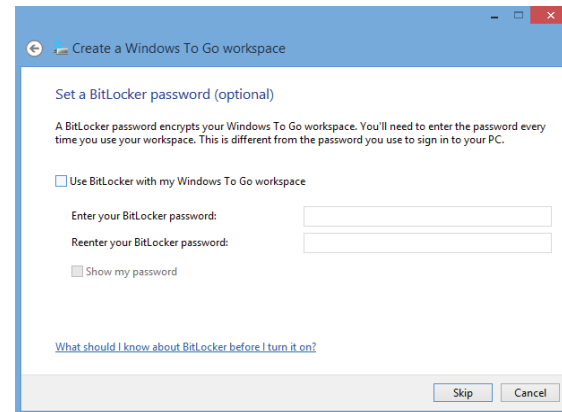 Create a Windows To Go workspace
Set a BitLocker password (optional)
A BitLocker password encrypts your Windows To Go workspace. You'll need to enter the password every
time you use your workspace. This is different from the password you use to sign in to your PC.
Use BitLocker with my Windows To Go workspace
Enter your BitLocker password:
Reenter your BitLocker password:
Show my password
What should I know about BitLocker before I turn it on?
Skip Cancel